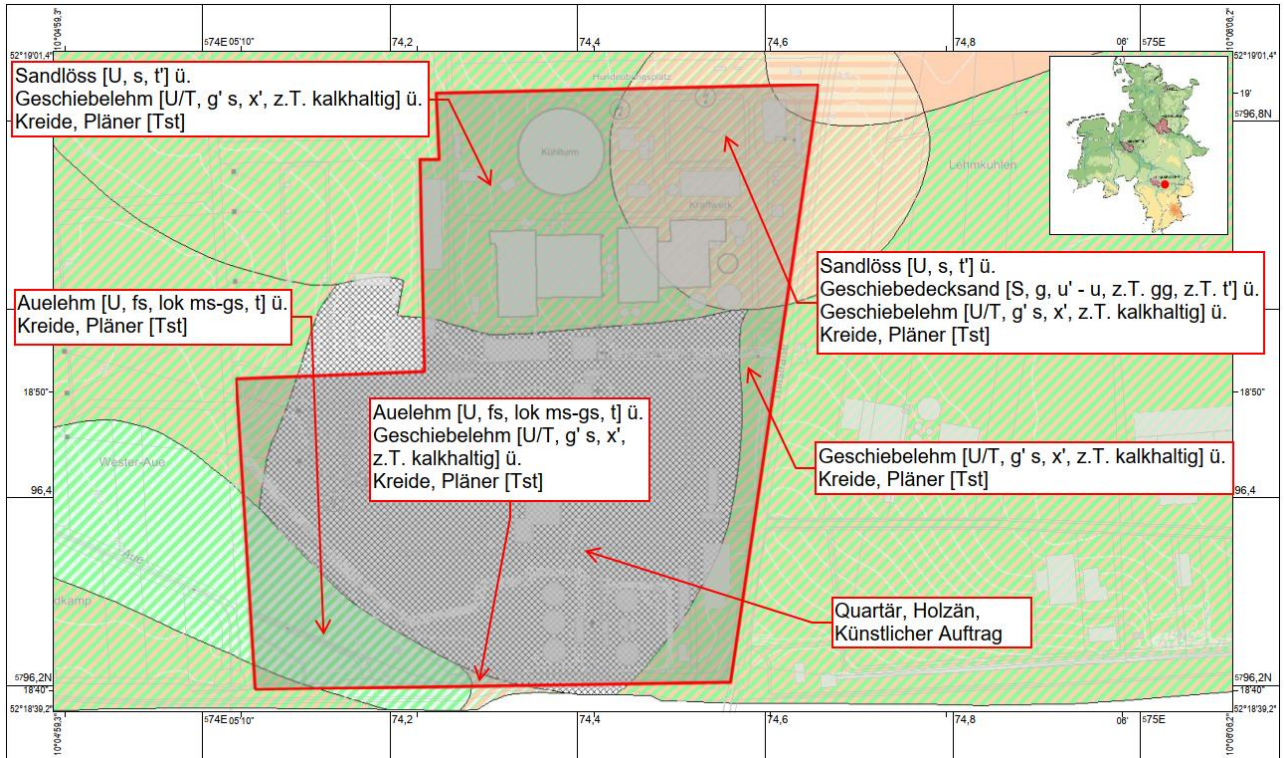 574E 05'10"
74,2
74,4
74,6
74,8
06' 575E
10°04'59,3"
10°06'06,2"
52°19'01,4"
52°19'01,4"
Sandlöss [U, s, t'] ü.
Geschiebelehm [U/T, g' s, x', z.T. kalkhaltig] ü.
Kreide, Pläner [Tst]
Hundeübungsplatz
19'
5796,8N
Kühlturm
Lehmkuhlen
Kraftwerk
Sandlöss [U, s, t'] ü.
Geschiebedecksand [S, g, u' - u, z.T. gg, z.T. t'] ü.
Geschiebelehm [U/T, g' s, x', z.T. kalkhaltig] ü.
Kreide, Pläner [Tst]
Auelehm [U, fs, lok ms-gs, t] ü.
Kreide, Pläner [Tst]
18'50"
18'50"
Auelehm [U, fs, lok ms-gs, t] ü.
Geschiebelehm [U/T, g' s, x',
z.T. kalkhaltig] ü.
Kreide, Pläner [Tst]
Geschiebelehm [U/T, g' s, x', z.T. kalkhaltig] ü.
Kreide, Pläner [Tst]
Wester-Aue
96,4
96,4
Aue
dkamp
Quartär, Holzän,
Künstlicher Auftrag
5796,2N
5796,2N
18'40"
18'40"
52°18'39,2"
52°18'39,2"
10°04'59,3"
574E 05'10"
74,2
74,4
74,6
74,8
06' 575E
10°06'06,2"